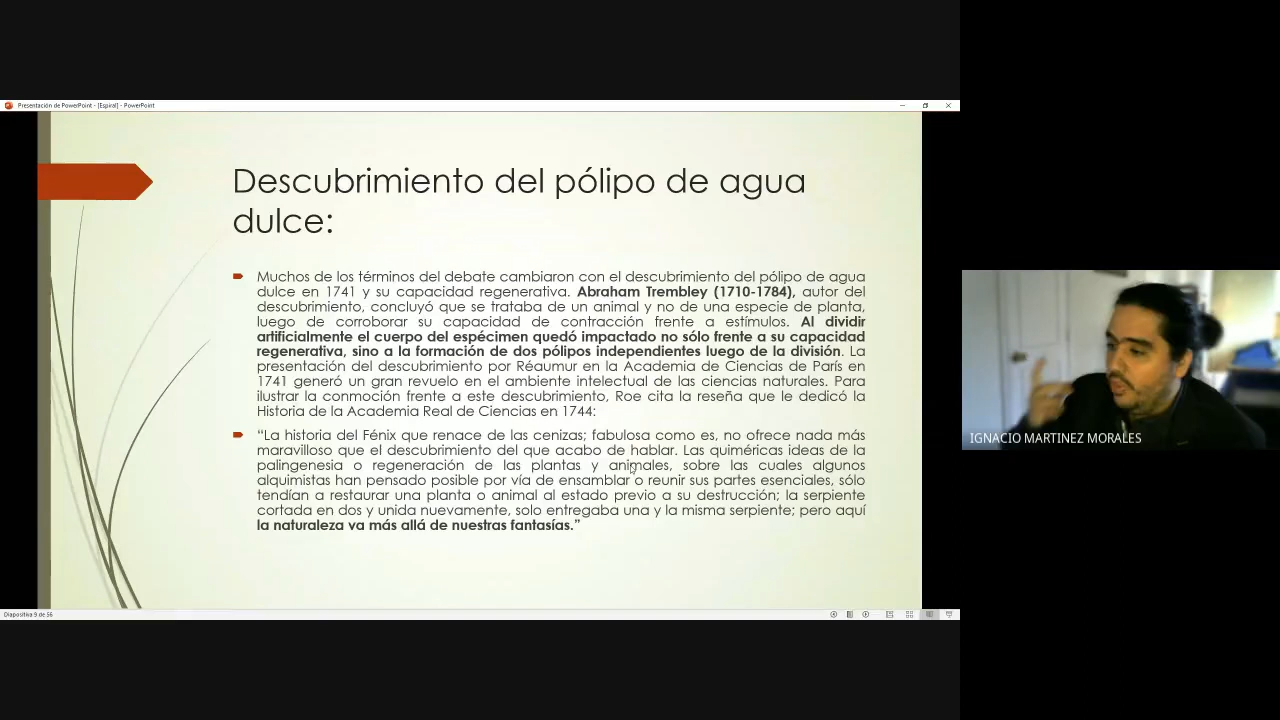 Presentación de PowerPoint - [Espiral] - PowerPoint
Descubrimiento del pólipo de agua
dulce:
Muchos de los términos del debate cambiaron con el descubrimiento del pólipo de agua
dulce en 1741 y su capacidad regenerativa. Abraham Trembley (1710-1784), autor del
descubrimiento, concluyó que se trataba de un animal y no de una especie de planta,
luego de corroborar su capacidad de contracción frente a estímulos. Al dividir
artificialmente el cuerpo del espécimen quedó impactado no sólo frente a su capacidad
regenerativa, sino a la formación de dos pólipos independientes luego de la división. La
presentación del descubrimiento por Réaumur en la Academia de Ciencias de París en
1741 generó un gran revuelo en el ambiente intelectual de las ciencias naturales. Para
ilustrar la conmoción frente a este descubrimiento, Roe cita la reseña que le dedicó la
Historia de la Academia Real de Ciencias en 1744:
“La historia del Fénix que renace de las cenizas; fabulosa como es, no ofrece nada más
maravilloso que el descubrimiento del que acabo de hablar. Las quiméricas ideas de la
palingenesia o regeneración de las plantas y animales, sobre las cuales algunos
alquimistas han pensado posible por vía de ensamblar o reunir sus partes esenciales, sólo
tendían a restaurar una planta o animal al estado previo a su destrucción; la serpiente
cortada en dos y unida nuevamente, solo entregaba una y la misma serpiente; pero aquí
la naturaleza va más allá de nuestras fantasías.”
IGNACIO MARTINEZ MORALES
Diapositiva 9 de 56